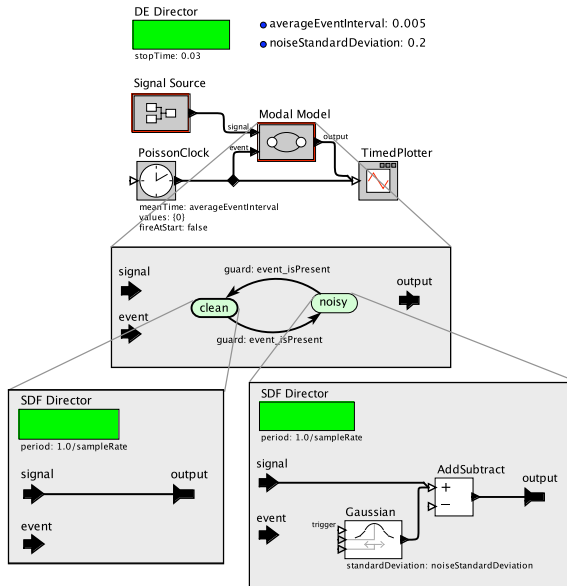 DE Director
averageEventInterval: 0.005
noiseStandardDeviation: 0.2
stopTime: 0.03
Signal Source
Modal Model
signal
output
event
PoissonClock
TimedPlotter
meanTime: averageEventInterval
values: {0}
fireAtStart: false
signal
guard: event_isPresent
output
clean
noisy
event
guard: event_isPresent
SDF Director
period: 1.0/sampleRate
signal
output
event
SDF Director
period: 1.0/sampleRate
signal
AddSubtract
output
+
−
event
Gaussian
trigger
standardDeviation: noiseStandardDeviation